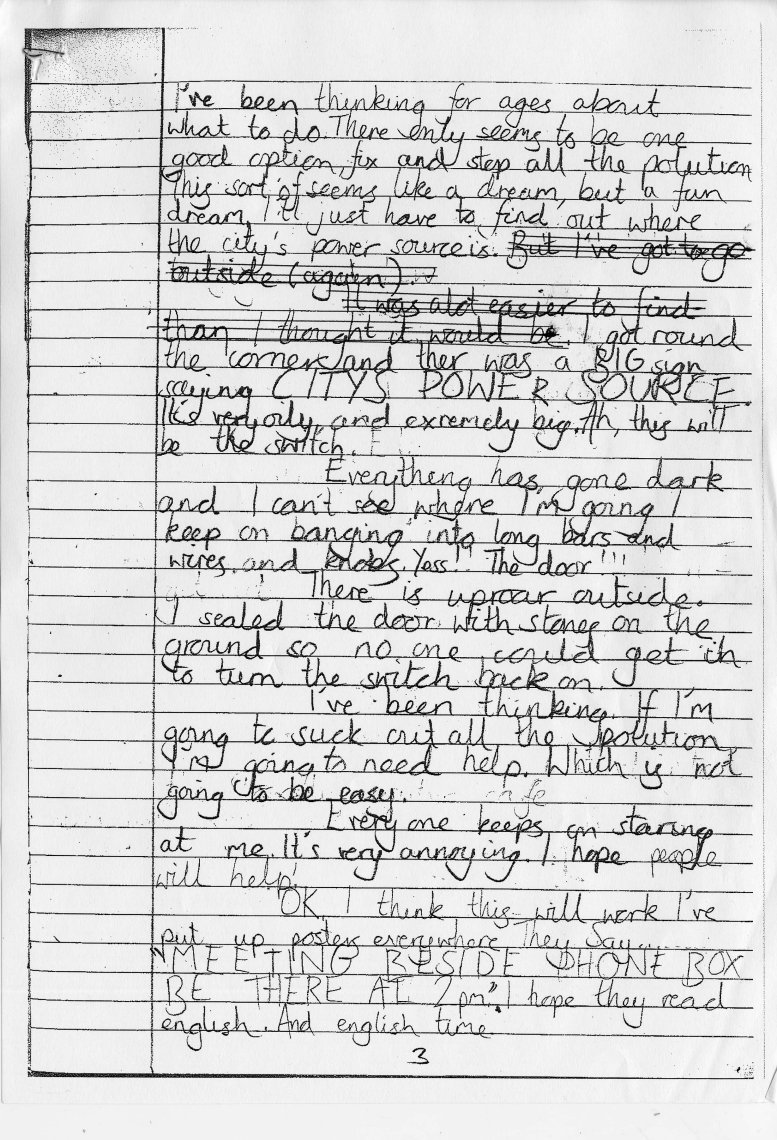 I've been thinking for ages about
what to do. There only seems to be one
good option, fix and stop all the polution
This sort of seems like a dream, but a fun
dream, I'll just have to find out where
the city's power source is. But I've got to go
outside (again).
It was alot easier to find
than I thought it would be. I got round
the corner and ther was a BIG sign
saying CITYS POWER SOURCE.
It's very oily, and exremely big. Ah, this will
be the switch.
Everything has gone dark
and I can't see where I'm going I
keep on banging into long bars and
wires and knobs. Yess! The door!!!
There is uproar outside.
I sealed the door with stones on the
ground so no one could get in
to turn the switch back on.
I've been thinking. If I'm
going to suck out all the polution,
I'm going to need help. Which is not
going to be easy.
Every one keeps on staring
at me. It's very annoying. I hope people
will help.
OK, I think this will work I've
put up posters everewhere They Say....
"MEETING BESIDE PHONE BOX
BE THERE AT 2pm". I hope they read
english. And english time.
3